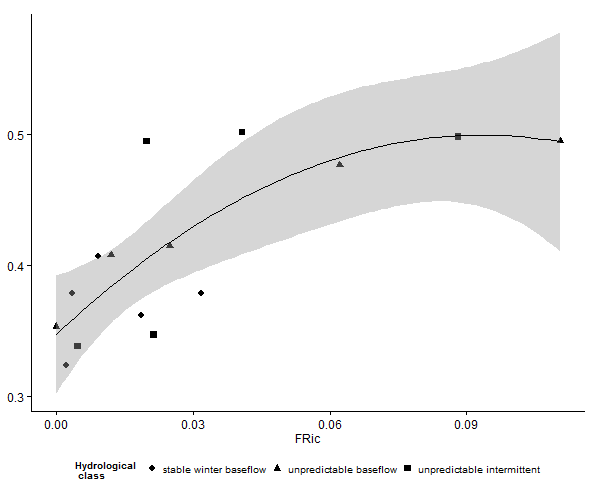 0.5
0.4
0.3
0.00 0.03 0.06 0.09
FRic
Hydrological
class
stable winter baseflow unpredictable baseflow unpredictable intermittent